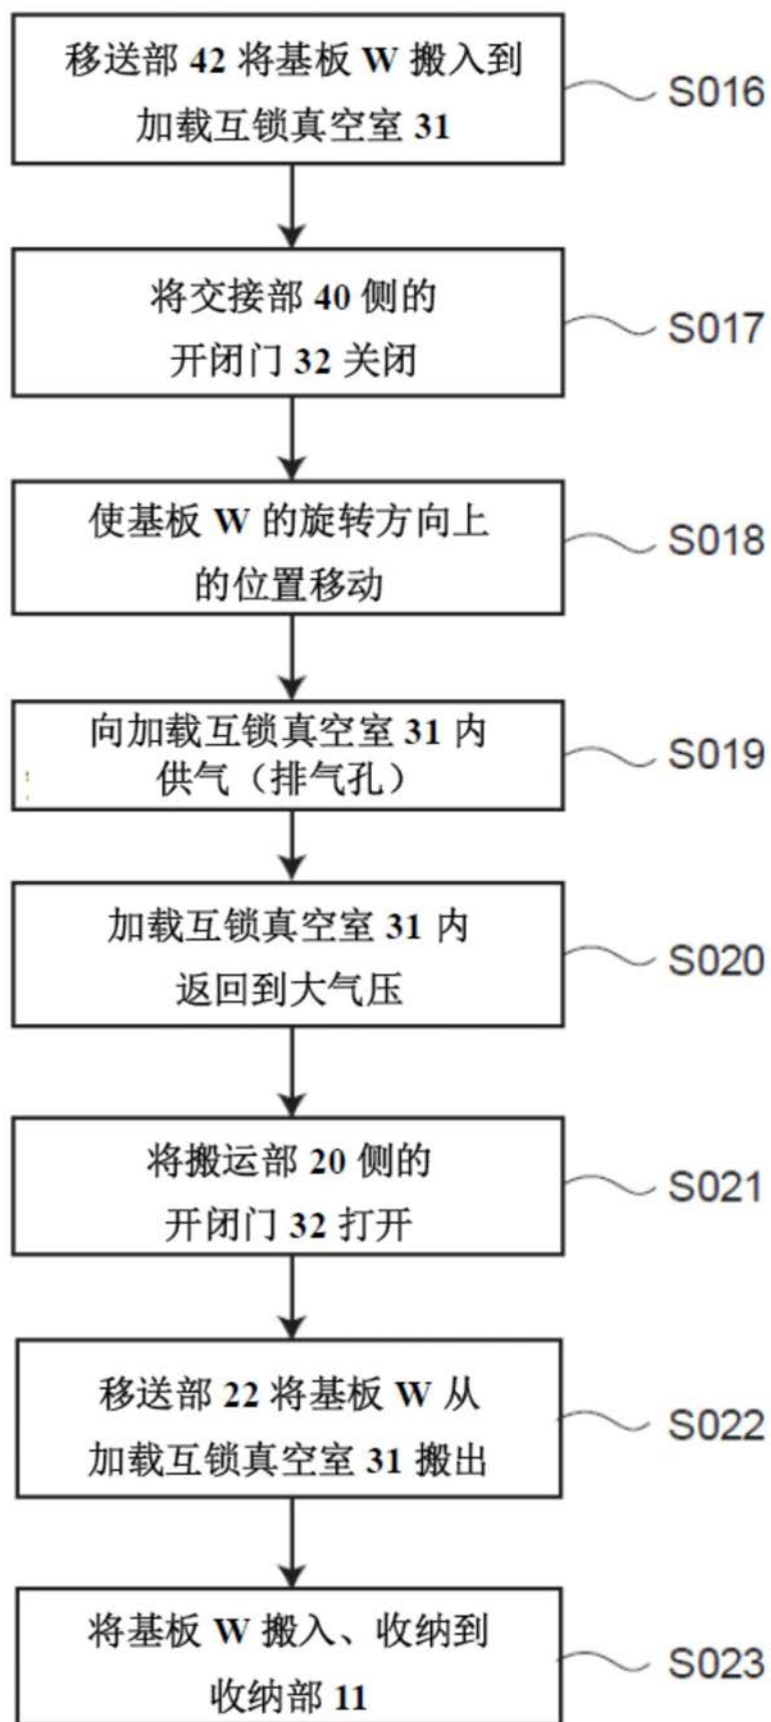 移送部 42 将基板 W 搬入到
加载互锁真空室 31
S016
将交接部 40 侧的
开闭门 32 关闭
S017
使基板 W 的旋转方向上
的位置移动
S018
向加载互锁真空室 31 内
供气（排气孔）
S019
加载互锁真空室 31 内
返回到大气压
S020
将搬运部 20 侧的
开闭门 32 打开
S021
移送部 22 将基板 W 从
加载互锁真空室 31 搬出
S022
将基板 W 搬入、收纳到
收纳部 11
S023